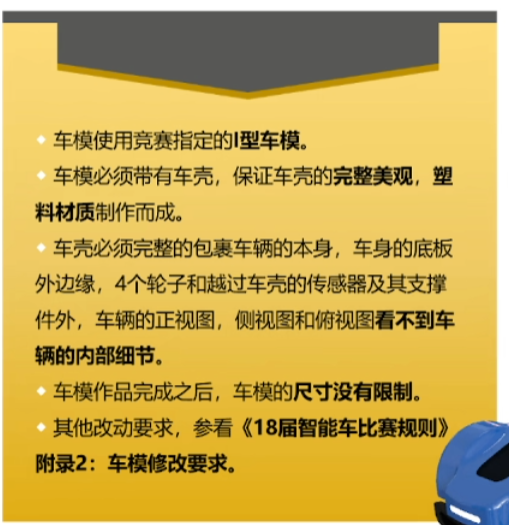 车模使用竞赛指定的I型车模。
车模必须带有车壳，保证车壳的完整美观，塑
料材质制作而成。
车壳必须完整的包裹车辆的本身，车身的底板
外边缘，4个轮子和越过车壳的传感器及其支撑
件外，车辆的正视图，侧视图和俯视图看不到车
辆的内部细节。
车模作品完成之后，车模的尺寸没有限制。
其他改动要求，参看《18届智能车比赛规则》
附录2：车模修改要求。